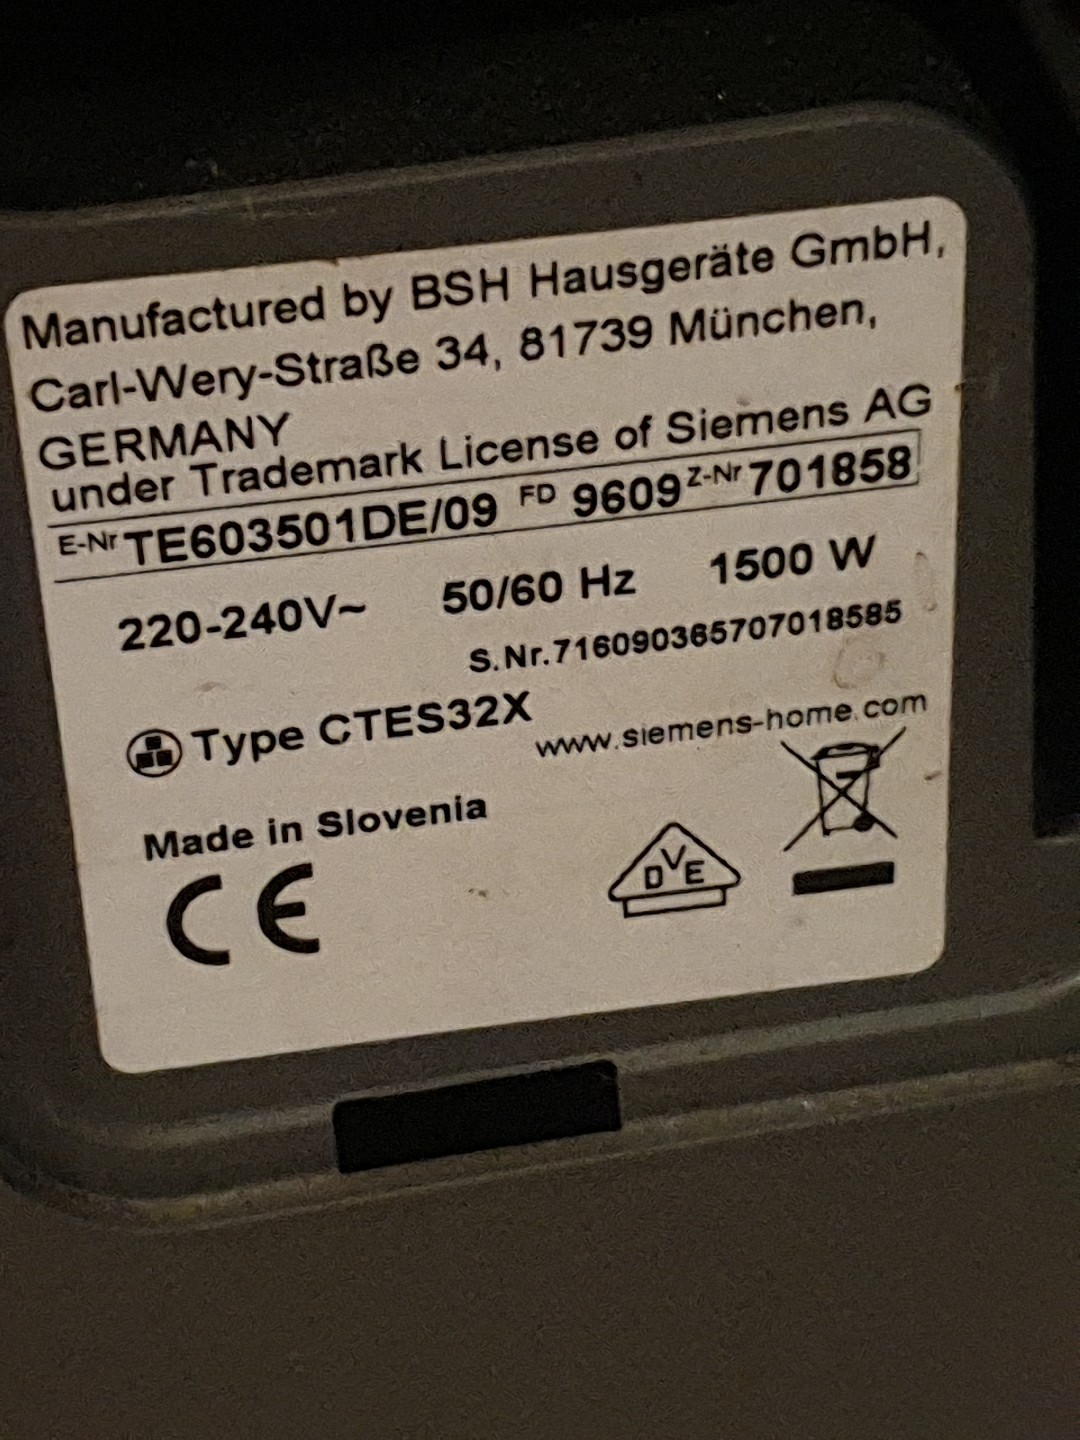 Manufactured by BSH Hausgeräte GmbH,
Carl-Wery-Straße 34, 81739 München,
GERMANY
under Trademark License of Siemens AG
E-Nr TE603501DE/09 FD 9609 Z-Nr 701858
220-240V~ 50/60 Hz 1500 W
S.Nr.716090365707018585
Type CTES32X
www.siemens-home.com
Made in Slovenia
CE
DVE